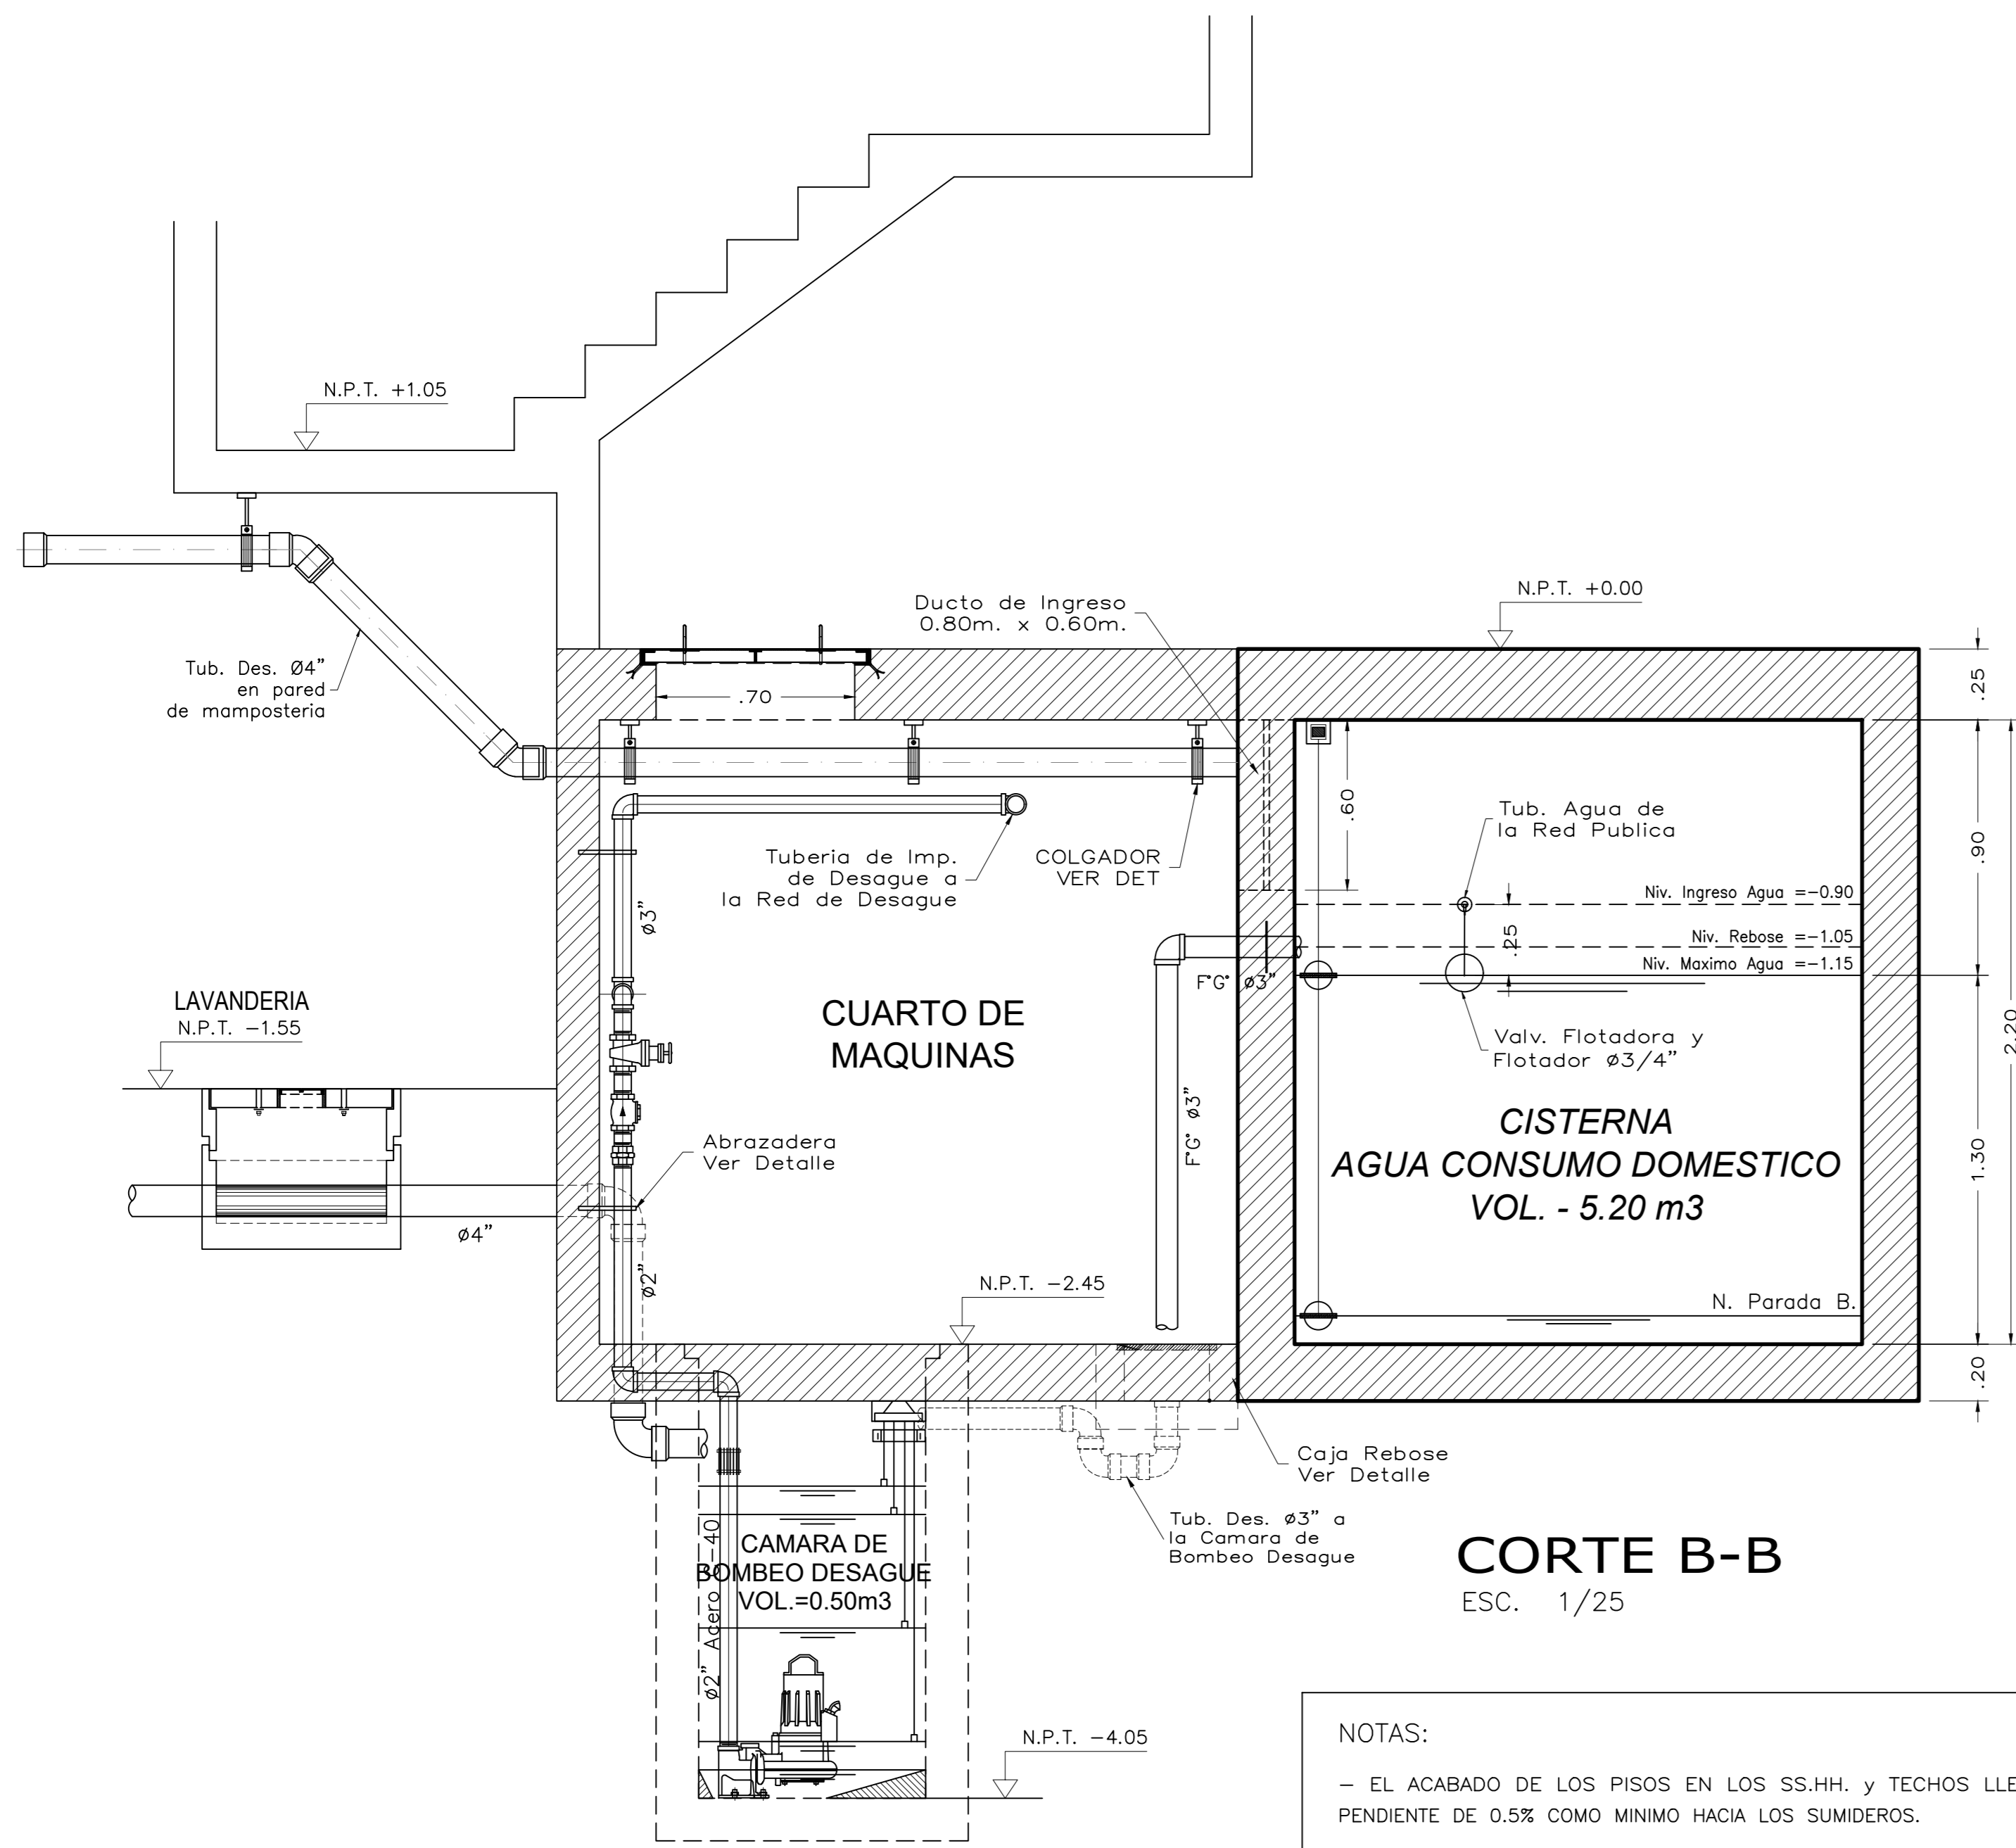 N.P.T. +1.05
Tub. Des. Ø4"
en pared
de mamposteria
N.P.T. +0.00
Ducto de Ingreso
0.80m. x 0.60m.
.70
.25
.60
.90
2.20
Tub. Agua de
la Red Publica
Tuberia de Imp.
de Desague a
la Red de Desague
COLGADOR
VER DET
ø3"
Niv. Ingreso Agua =-0.90
.25
Niv. Rebose =-1.05
Niv. Maximo Agua =-1.15
F°G° ø3"
LAVANDERIA
N.P.T. -1.55
CUARTO DE
MAQUINAS
Valv. Flotadora y
Flotador ø3/4"
F°G° ø3"
CISTERNA
AGUA CONSUMO DOMESTICO
VOL. - 5.20 m3
1.30
Abrazadera
Ver Detalle
ø4"
ø2"
N.P.T. -2.45
N. Parada B.
.20
Caja Rebose
Ver Detalle
Tub. Des. ø3" a
la Camara de
Bombeo Desague
CAMARA DE
BOMBEO DESAGUE
VOL.=0.50m3
ø2" Acero -40
CORTE B-B
ESC. 1/25
N.P.T. -4.05
NOTAS:
- EL ACABADO DE LOS PISOS EN LOS SS.HH. y TECHOS LLE
PENDIENTE DE 0.5% COMO MINIMO HACIA LOS SUMIDEROS.